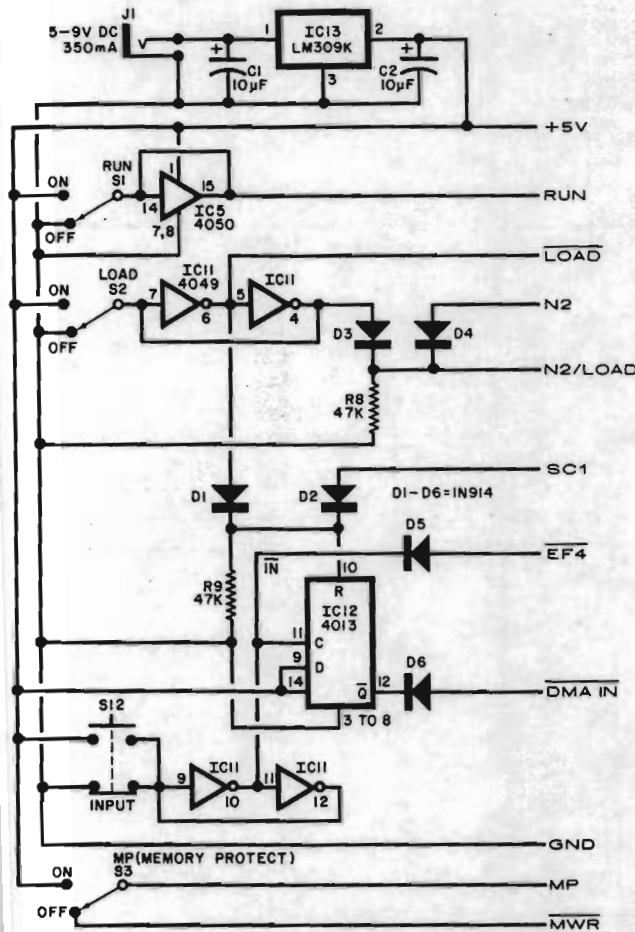 J1
5-9V DC
350mA
V
1
IC13
LM309K
2
3
+
C1
10µF
+
C2
10µF
+5V
RUN
S1
ON
OFF
1
14
15
7,8
IC5
4050
RUN
LOAD
S2
ON
OFF
IC11
4049
7
6
5
IC11
4
LOAD
N2
D3
D4
N2/LOAD
R8
47K
SC1
D1
D2
D1-D6=1N914
D5
EF4
IN
10
R
R9
47K
IC12
4013
11
C
9
D
14
Q
12
3 TO 8
D6
DMA IN
S12
INPUT
9
IC11
10
11
IC11
12
GND
MP(MEMORY PROTECT)
S3
ON
OFF
MP
MWR